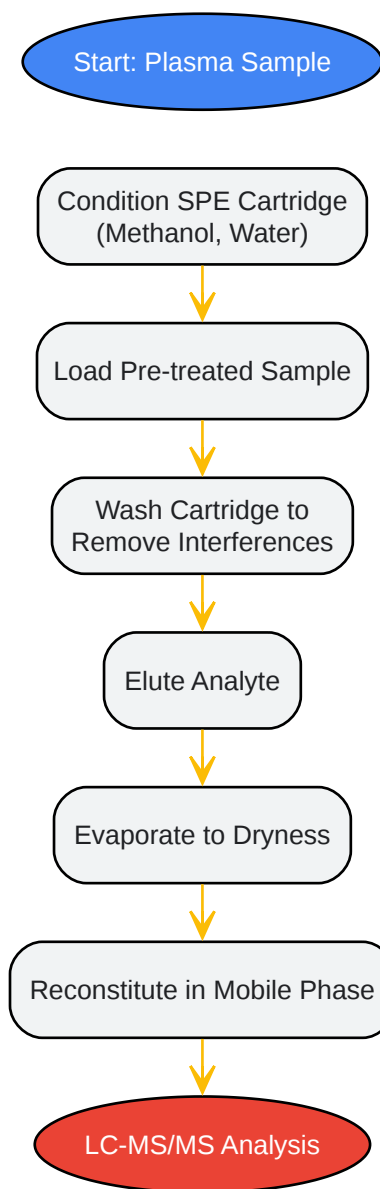 Start: Plasma Sample
Condition SPE Cartridge
(Methanol, Water)
Load Pre-treated Sample
Wash Cartridge to
Remove Interferences
Elute Analyte
Evaporate to Dryness
Reconstitute in Mobile Phase
LC-MS/MS Analysis